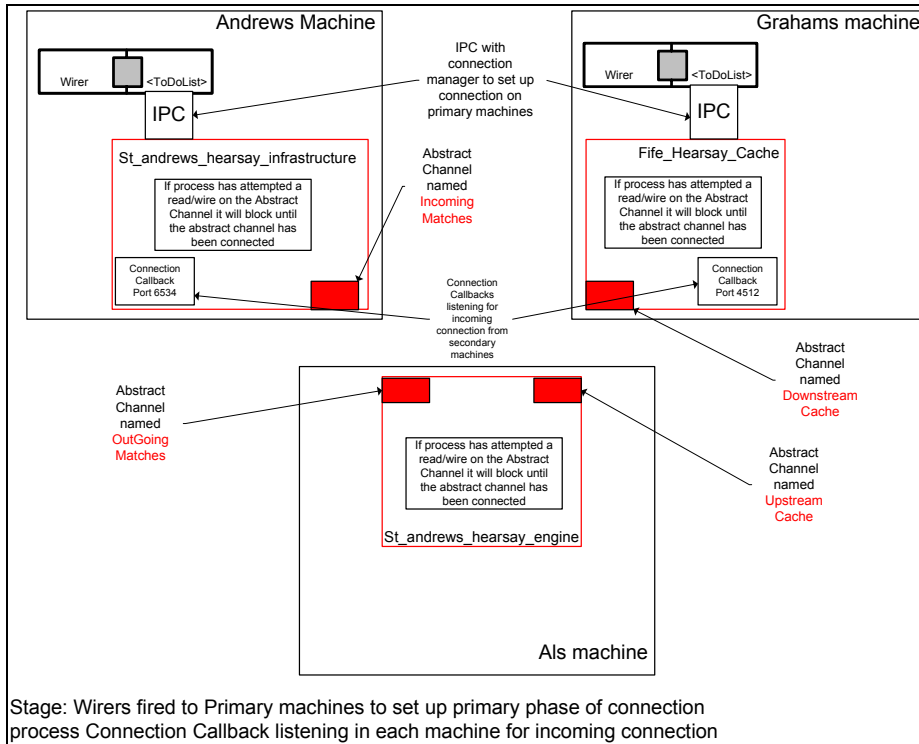 Andrews Machine
Grahams machine
Wirer
<ToDoList>
IPC
IPC with
connection
manager to set up
connection on
primary machines
Wirer
<ToDoList>
IPC
St_andrews_hearsay_infrastructure
If process has attempted a
read/wire on the Abstract
Channel it will block until
the abstract channel has
been connected
Connection
Callback
Port 6534
Abstract
Channel
named
Incoming
Matches
Fife_Hearsay_Cache
If process has attempted a
read/wire on the Abstract
Channel it will block until
the abstract channel has
been connected
Connection
Callback
Port 4512
Connection
Callbacks
listening for
incoming
connection from
secondary
machines
Abstract
Channel
named
Downstream
Cache
Abstract
Channel
named
OutGoing
Matches
If process has attempted a
read/wire on the Abstract
Channel it will block until
the abstract channel has
been connected
St_andrews_hearsay_engine
Abstract
Channel
named
Upstream
Cache
Als machine
Stage: Wirers fired to Primary machines to set up primary phase of connection
process Connection Callback listening in each machine for incoming connection